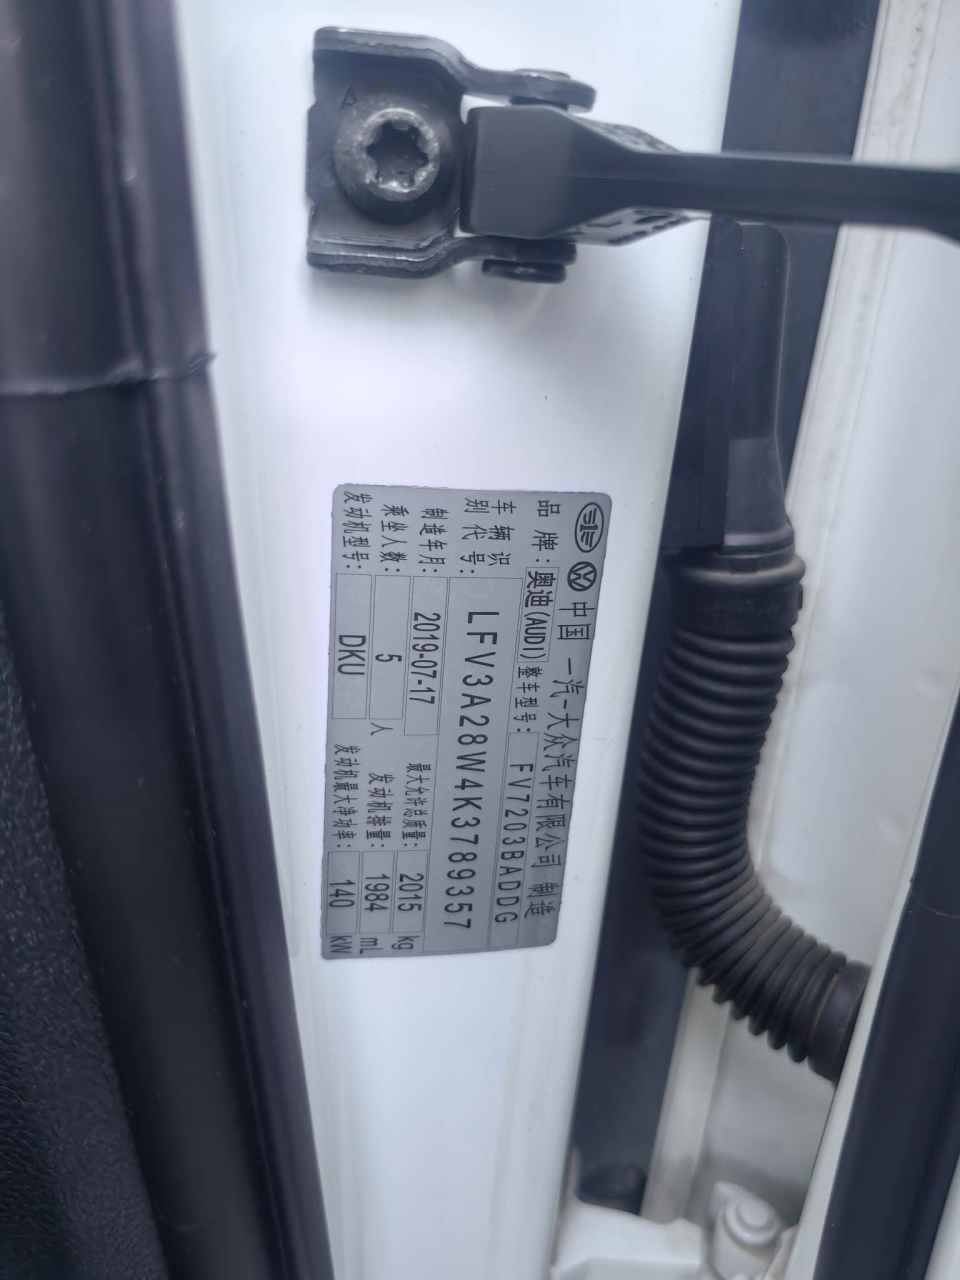 A
中国 一汽-大众汽车有限公司 制造
品牌: 奥迪(AUDI) 整车型号: FV7203BADDG
车辆识别代号: LFV3A28W4K3789357
制造年月: 2019-07-17 最大允许总质量: 2015 kg
乘坐人数: 5 人 发动机排量: 1984 mL
发动机型号: DKU 发动机最大净功率: 140 kW